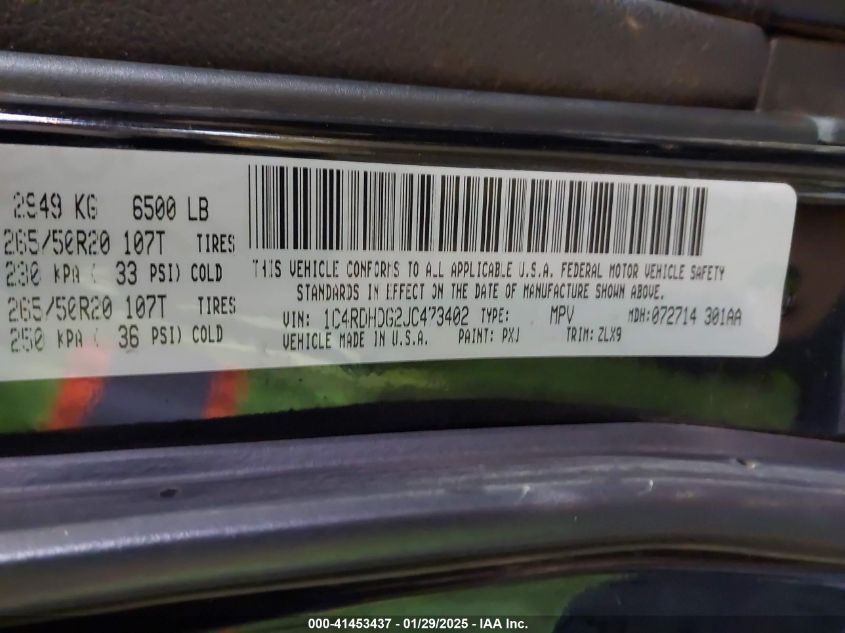 2949 KG 6500 LB
265/50R20 107T TIRES
230 KPA ( 33 PSI) COLD
265/50R20 107T TIRES
250 KPA ( 36 PSI) COLD
THIS VEHICLE CONFORMS TO ALL APPLICABLE U.S.A. FEDERAL MOTOR VEHICLE SAFETY
STANDARDS IN EFFECT ON THE DATE OF MANUFACTURE SHOWN ABOVE.
VIN: 1C4RDHDG2JC473402 TYPE: MPV MDH:072714 301AA
VEHICLE MADE IN U.S.A. PAINT: PXJ TRIM: ZLX9
000-41453437 - 01/29/2025 - IAA Inc.